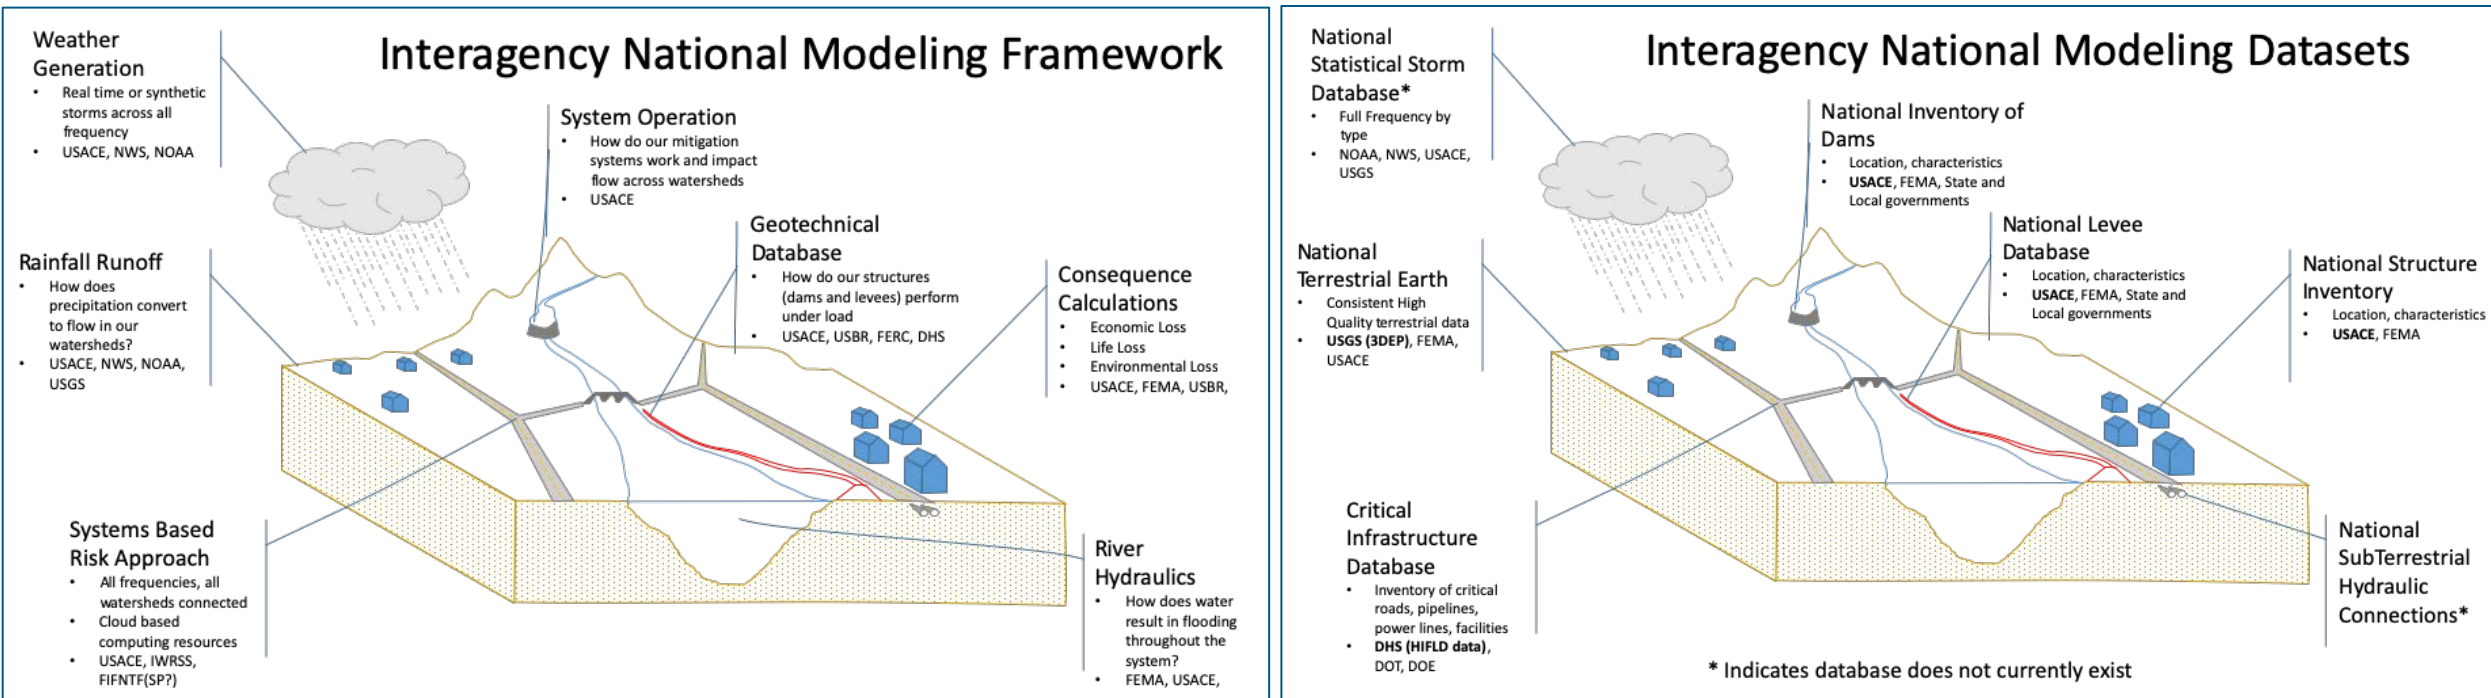 Interagency National Modeling Framework
Weather
Generation
• Real time or synthetic
storms across all
frequency
• USACE, NWS, NOAA
System Operation
• How do our mitigation
systems work and impact
flow across watersheds
• USACE
Geotechnical
Database
• How do our structures
(dams and levees) perform
under load
• USACE, USBR, FERC, DHS
Rainfall Runoff
• How does
precipitation convert
to flow in our
watersheds?
• USACE, NWS, NOAA,
USGS
Consequence
Calculations
• Economic Loss
• Life Loss
• Environmental Loss
• USACE, FEMA, USBR,
Systems Based
Risk Approach
• All frequencies, all
watersheds connected
• Cloud based
computing resources
• USACE, IWRSS,
FIFNTF(SP?)
River
Hydraulics
• How does water
result in flooding
throughout the
system?
• FEMA, USACE,
Interagency National Modeling Datasets
National
Statistical Storm
Database*
• Full Frequency by
type
• NOAA, NWS, USACE,
USGS
National Inventory of
Dams
• Location, characteristics
• USACE, FEMA, State and
Local governments
National Levee
Database
• Location, characteristics
• USACE, FEMA, State and
Local governments
National
Terrestrial Earth
• Consistent High
Quality terrestrial data
• USGS (3DEP), FEMA,
USACE
National Structure
Inventory
• Location, characteristics
• USACE, FEMA
Critical
Infrastructure
Database
• Inventory of critical
roads, pipelines,
power lines, facilities
• DHS (HIFLD data),
DOT, DOE
National
SubTerrestrial
Hydraulic
Connections*
* Indicates database does not currently exist